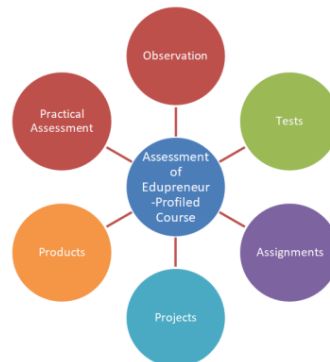 Observation
Practical
Assessment
Tests
Assessment
of
Edupreneur
-Profiled
Course
Products
Assignments
Projects